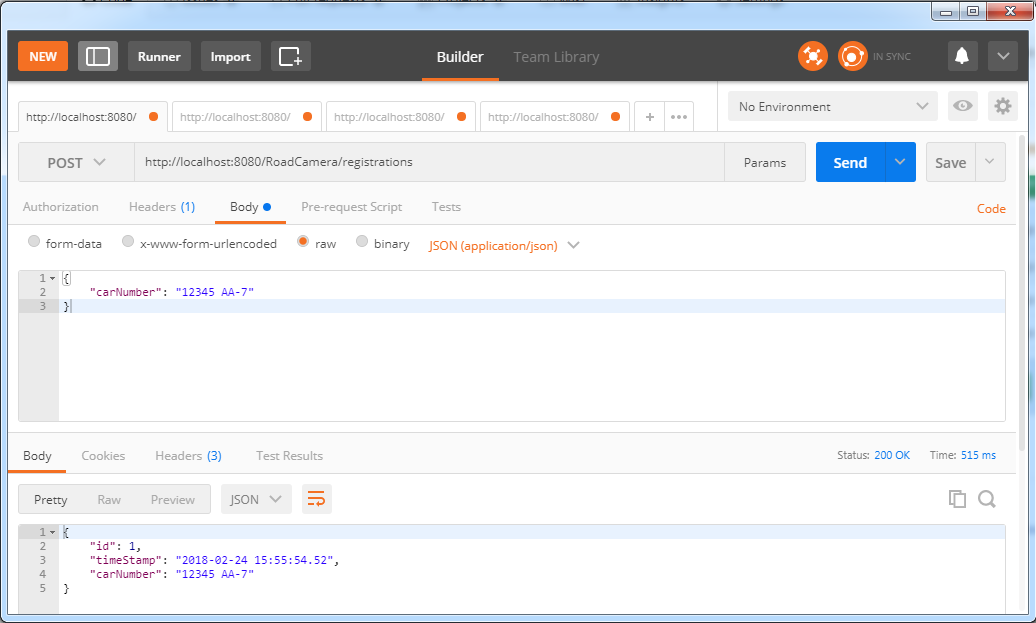 NEW Runner Import Builder Team Library IN SYNC
http://localhost:8080/ http://localhost:8080/ http://localhost:8080/ http://localhost:8080/ + ••• No Environment
POST http://localhost:8080/RoadCamera/registrations Params Send Save
Authorization Headers (1) Body Pre-request Script Tests Code
form-data x-www-form-urlencoded raw binary JSON (application/json)
1 {
2 "carNumber": "12345 AA-7"
3 }
Body Cookies Headers (3) Test Results Status: 200 OK Time: 515 ms
Pretty Raw Preview JSON
1 {
2 "id": 1,
3 "timeStamp": "2018-02-24 15:55:54.52",
4 "carNumber": "12345 AA-7"
5 }